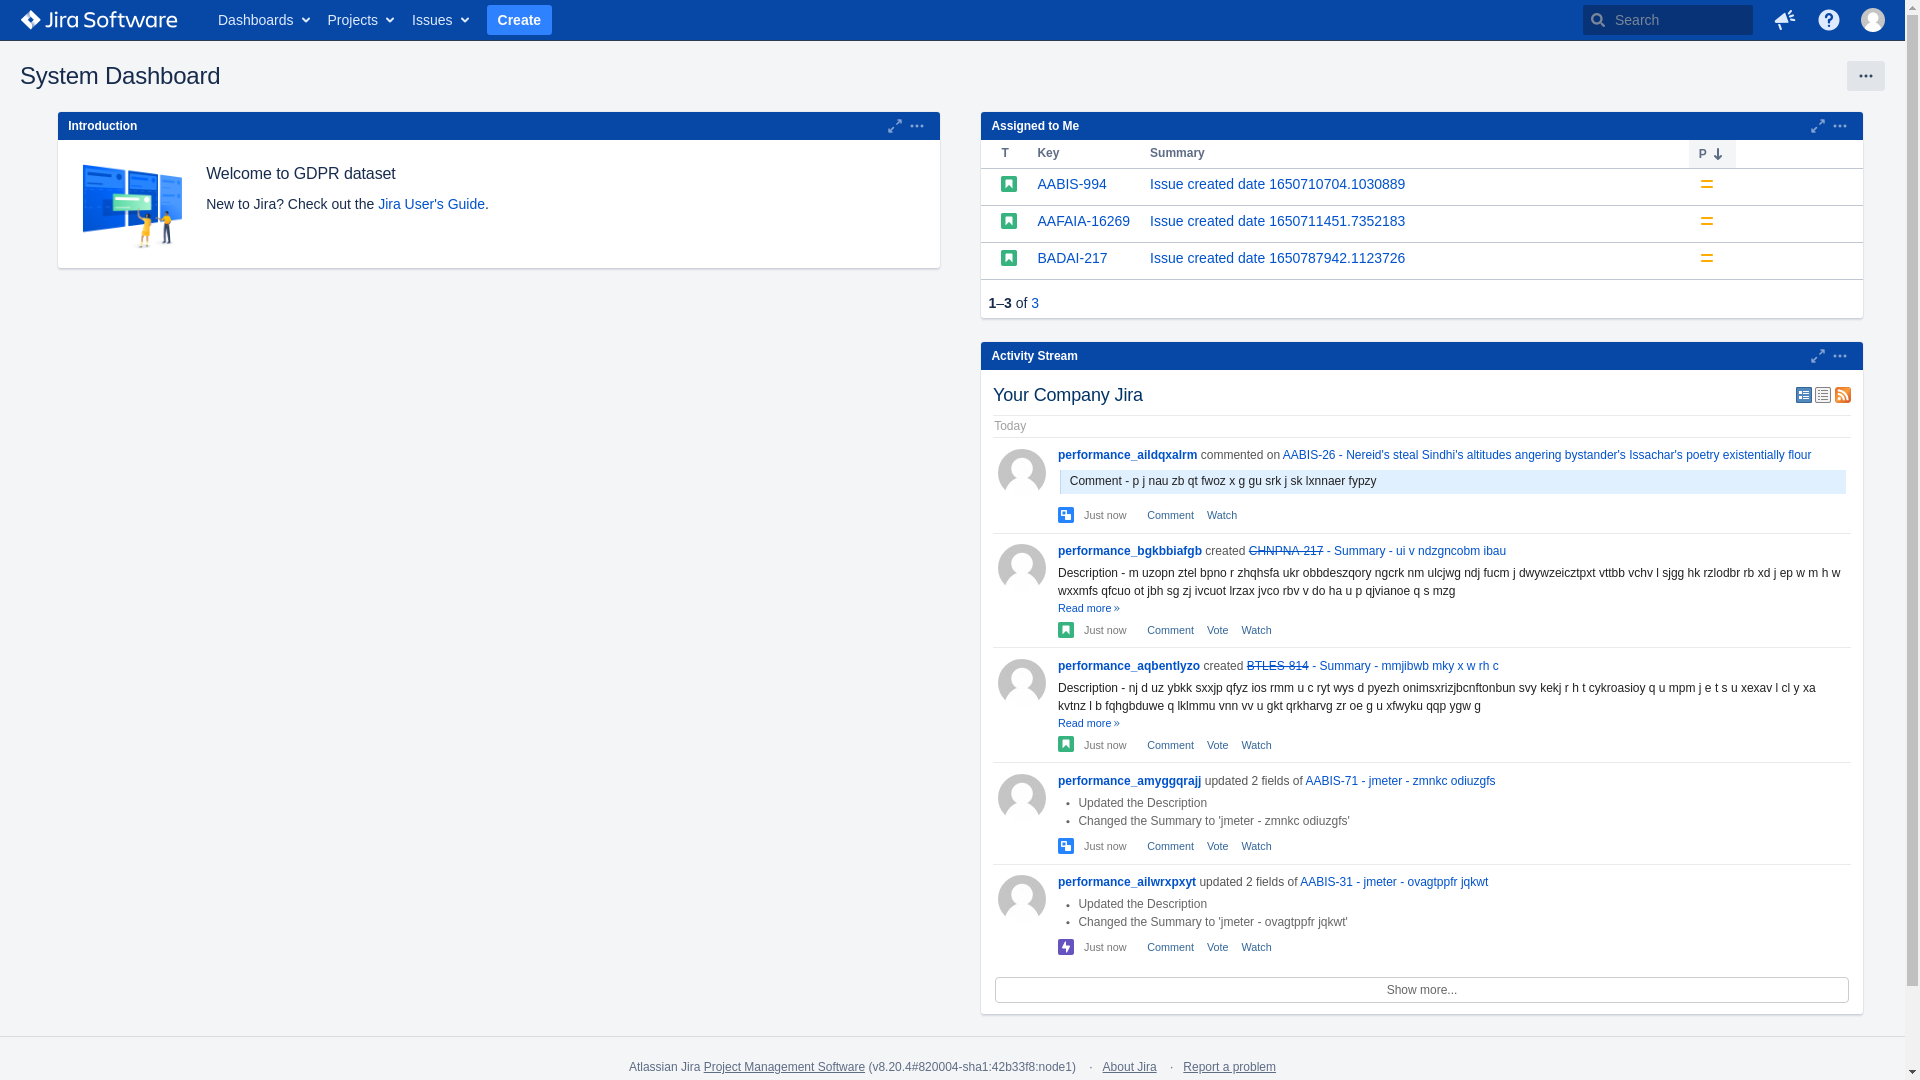 Jira Software Dashboards Projects Issues Create Search
System Dashboard
Introduction
Welcome to GDPR dataset
New to Jira? Check out the Jira User's Guide.
Assigned to Me
T Key Summary P
AABIS-994 Issue created date 1650710704.1030889
AAFAIA-16269 Issue created date 1650711451.7352183
BADAI-217 Issue created date 1650787942.1123726
1–3 of 3
Activity Stream
Your Company Jira
Today
performance_aildqxalrm commented on AABIS-26 - Nereid's steal Sindhi's altitudes angering bystander's Issachar's poetry existentially flour
Comment - p j nau zb qt fwoz x g gu srk j sk lxnnaer fypzy
Just now Comment Watch
performance_bgkbbiafgb created CHNPNA-217 - Summary - ui v ndzgncobm ibau
Description - m uzopn ztel bpno r zhqhsfa ukr obbdeszqory ngcrk nm ulcjwg ndj fucm j dwywzeicztpxt vttbb vchv l sjgg hk rzlodbr rb xd j ep w m h w
wxxmfs qfcuo ot jbh sg zj ivcuot lrzax jvco rbv v do ha u p qjvianoe q s mzg
Read more »
Just now Comment Vote Watch
performance_aqbentlyzo created BTLES-814 - Summary - mmjibwb mky x w rh c
Description - nj d uz ybkk sxxjp qfyz ios rmm u c ryt wys d pyezh onimsxrizjbcnftonbun svy kekj r h t cykroasioy q u mpm j e t s u xexav l cl y xa
kvtnz l b fqhgbduwe q lklmmu vnn vv u gkt qrkharvg zr oe g u xfwyku qqp ygw g
Read more »
Just now Comment Vote Watch
performance_amyggqrajj updated 2 fields of AABIS-71 - jmeter - zmnkc odiuzgfs
• Updated the Description
• Changed the Summary to 'jmeter - zmnkc odiuzgfs'
Just now Comment Vote Watch
performance_ailwrxpxyt updated 2 fields of AABIS-31 - jmeter - ovagtppfr jqkwt
• Updated the Description
• Changed the Summary to 'jmeter - ovagtppfr jqkwt'
Just now Comment Vote Watch
Show more...
Atlassian Jira Project Management Software (v8.20.4#820004-sha1:42b33f8:node1) · About Jira · Report a problem